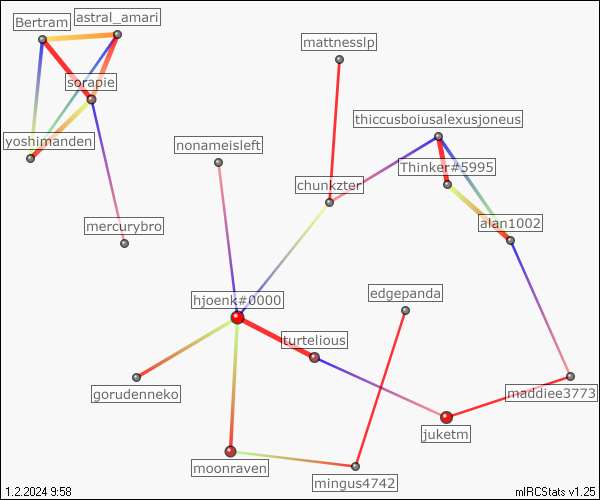 Bertram
astral_amari
mattnesslp
sorapie
thiccusboiusalexusjoneus
yoshimanden
nonameisleft
Thinker#5995
chunkzter
mercurybro
alan1002
edgepanda
hjoenk#0000
turtelious
gorudenneko
maddiee3773
juketm
moonraven
mingus4742
1.2.2024 9:58
mIRCStats v1.25